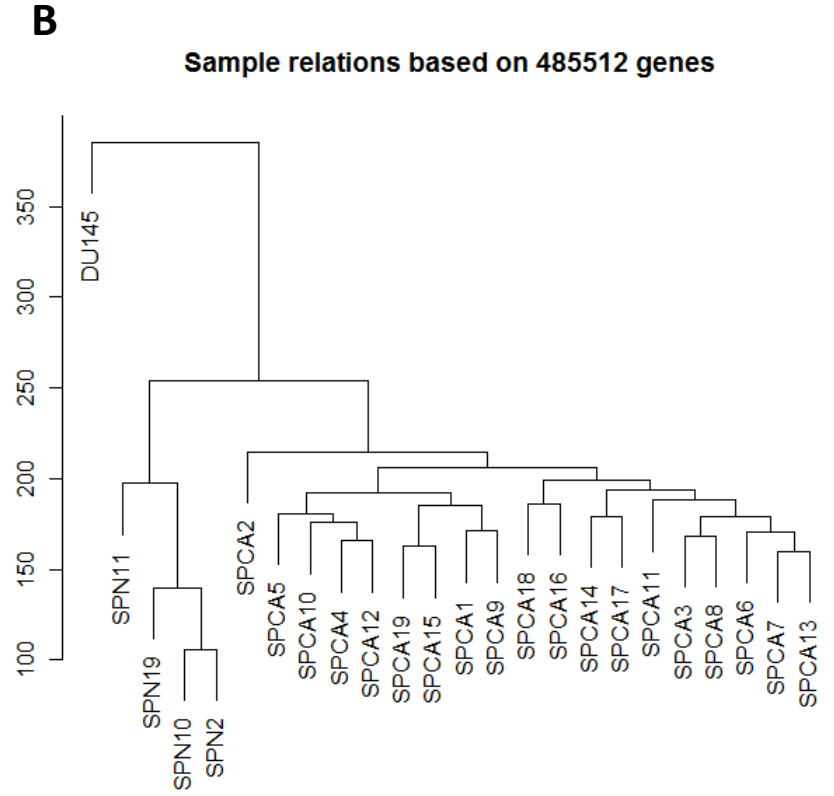 B
Sample relations based on 485512 genes
350
300
250
200
150
100
DU145
SPN11
SPN19
SPN10
SPN2
SPCA2
SPCA5
SPCA10
SPCA4
SPCA12
SPCA19
SPCA15
SPCA1
SPCA9
SPCA18
SPCA16
SPCA14
SPCA17
SPCA11
SPCA3
SPCA8
SPCA6
SPCA7
SPCA13